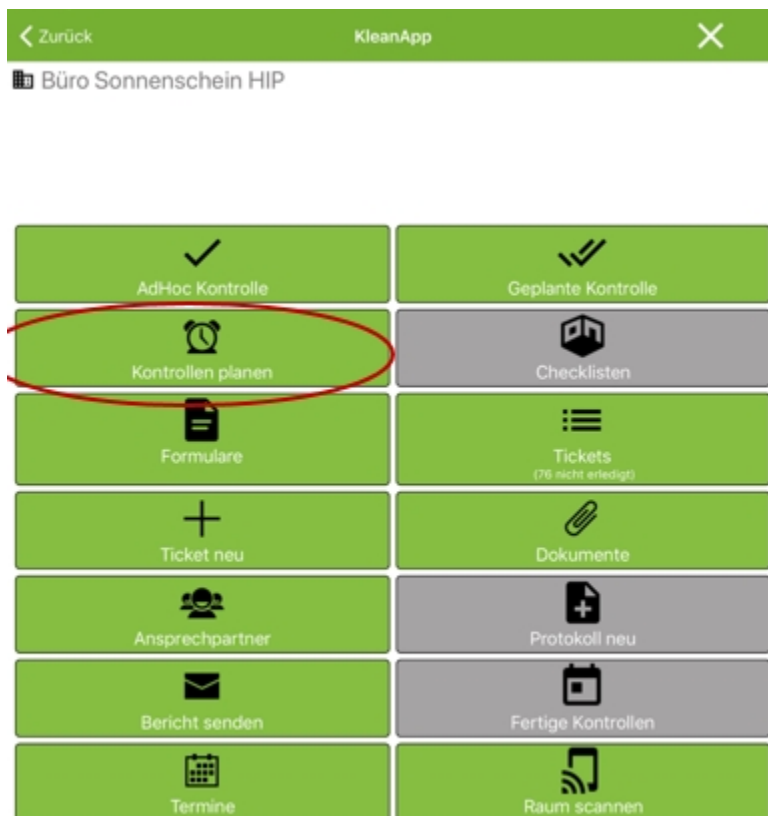 Zurück
KleanApp
Büro Sonnenschein HIP
AdHoc Kontrolle
Geplante Kontrolle
Kontrollen planen
Checklisten
Formulare
Tickets
(76 nicht erledigt)
Ticket neu
Dokumente
Ansprechpartner
Protokoll neu
Bericht senden
Fertige Kontrollen
Termine
Raum scannen